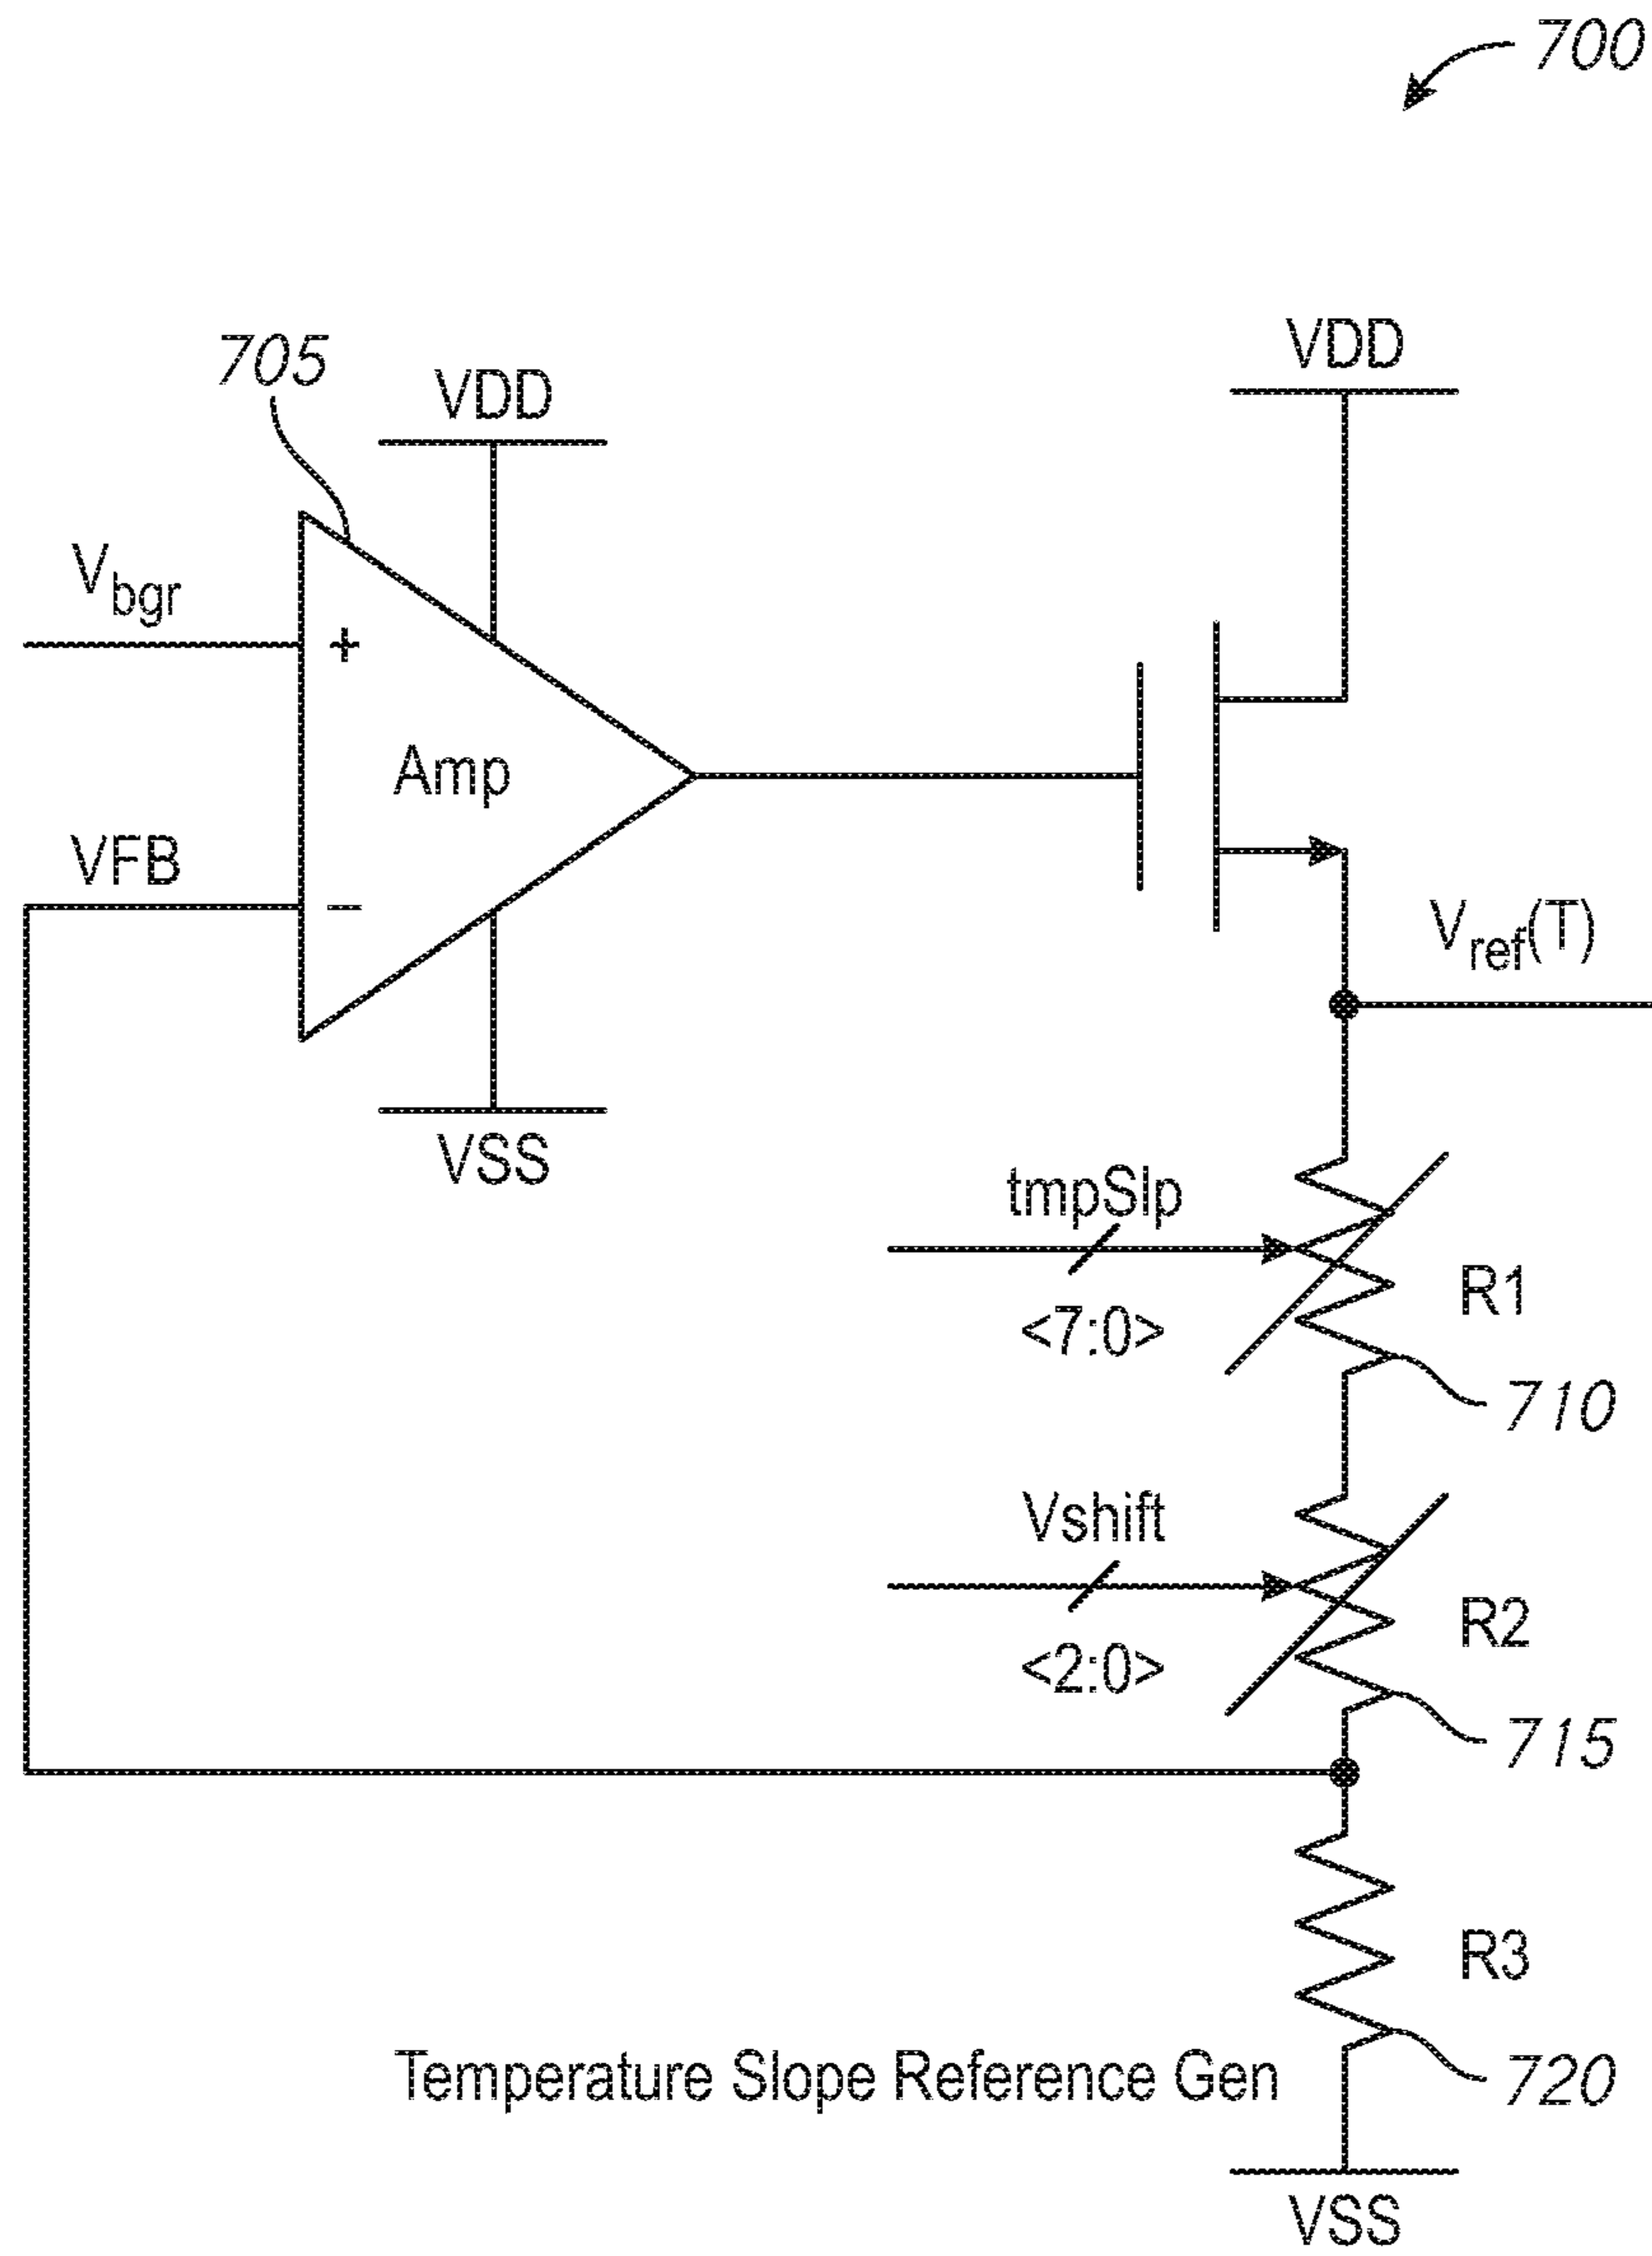 700
705
VDD
VDD
Vbgr
+
Amp
VFB
−
VSS
Vref(T)
tmpSlp
<7:0>
R1
710
Vshift
<2:0>
R2
715
R3
720
Temperature Slope Reference Gen
VSS